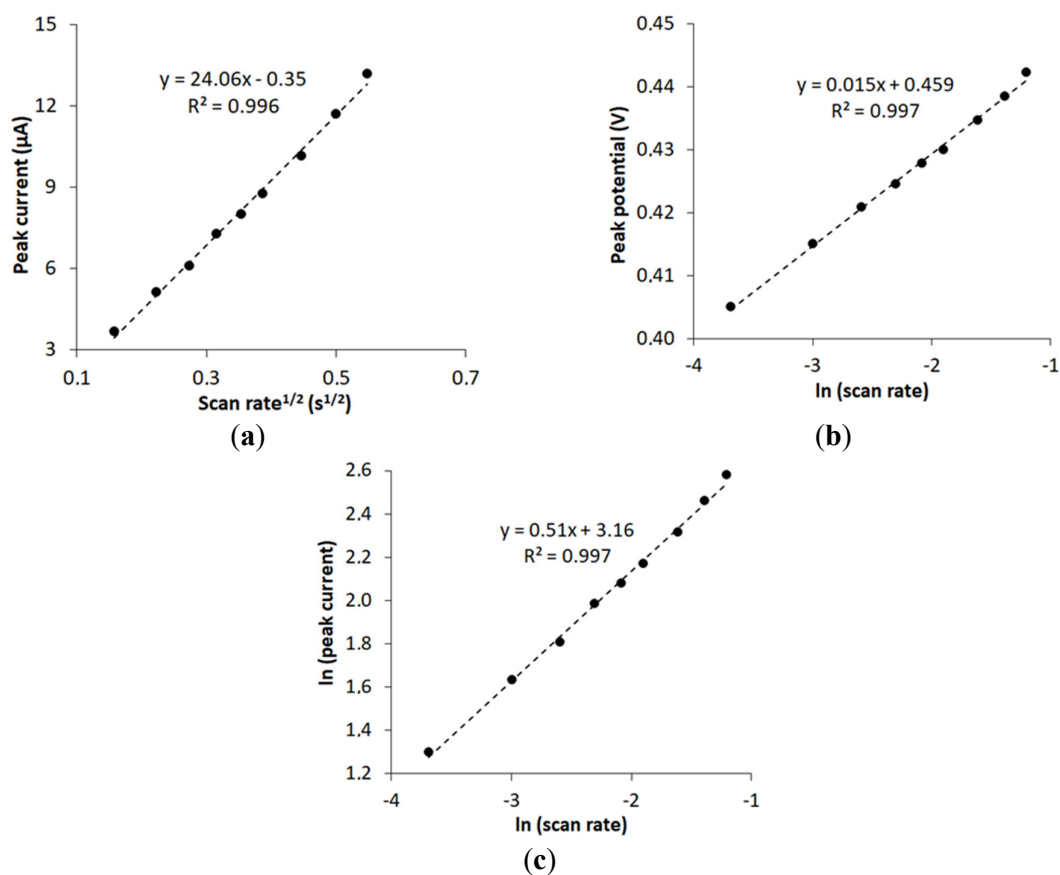 15
12
9
6
3
Peak current (µA)
y = 24.06x - 0.35
R² = 0.996
0.1
0.3
0.5
0.7
Scan rate¹/² (s¹/²)
(a)
0.45
0.44
0.43
0.42
0.41
0.40
Peak potential (V)
y = 0.015x + 0.459
R² = 0.997
-4
-3
-2
-1
ln (scan rate)
(b)
2.6
2.4
2.2
2.0
1.8
1.6
1.4
1.2
ln (peak current)
y = 0.51x + 3.16
R² = 0.997
-4
-3
-2
-1
ln (scan rate)
(c)